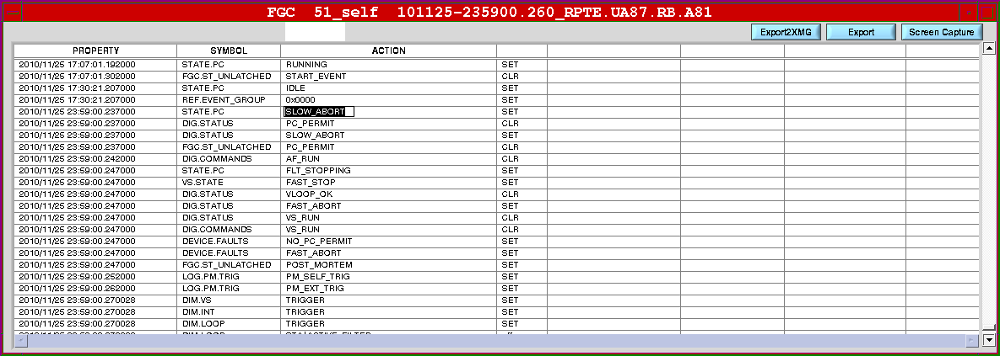 FGC 51_self 101125-235900.260_RPTE.UA87.RB.A81
Export2XMG Export Screen Capture
PROPERTY SYMBOL ACTION
2010/11/25 17:07:01.192000 STATE.PC RUNNING SET
2010/11/25 17:07:01.302000 FGC.ST_UNLATCHED START_EVENT CLR
2010/11/25 17:30:21.207000 STATE.PC IDLE SET
2010/11/25 17:30:21.207000 REF.EVENT_GROUP 0x0000 SET
2010/11/25 23:59:00.237000 STATE.PC SLOW_ABORT SET
2010/11/25 23:59:00.237000 DIG.STATUS PC_PERMIT CLR
2010/11/25 23:59:00.237000 DIG.STATUS SLOW_ABORT SET
2010/11/25 23:59:00.237000 FGC.ST_UNLATCHED PC_PERMIT CLR
2010/11/25 23:59:00.242000 DIG.COMMANDS AF_RUN CLR
2010/11/25 23:59:00.247000 STATE.PC FLT_STOPPING SET
2010/11/25 23:59:00.247000 VS.STATE FAST_STOP SET
2010/11/25 23:59:00.247000 DIG.STATUS VLOOP_OK CLR
2010/11/25 23:59:00.247000 DIG.STATUS FAST_ABORT SET
2010/11/25 23:59:00.247000 DIG.STATUS VS_RUN CLR
2010/11/25 23:59:00.247000 DIG.COMMANDS VS_RUN CLR
2010/11/25 23:59:00.247000 DEVICE.FAULTS NO_PC_PERMIT SET
2010/11/25 23:59:00.247000 DEVICE.FAULTS FAST_ABORT SET
2010/11/25 23:59:00.247000 FGC.ST_UNLATCHED POST_MORTEM SET
2010/11/25 23:59:00.252000 LOG.PM.TRIG PM_SELF_TRIG SET
2010/11/25 23:59:00.262000 LOG.PM.TRIG PM_EXT_TRIG SET
2010/11/25 23:59:00.270028 DIM.VS TRIGGER SET
2010/11/25 23:59:00.270028 DIM.INT TRIGGER SET
2010/11/25 23:59:00.270028 DIM.LOOP TRIGGER SET